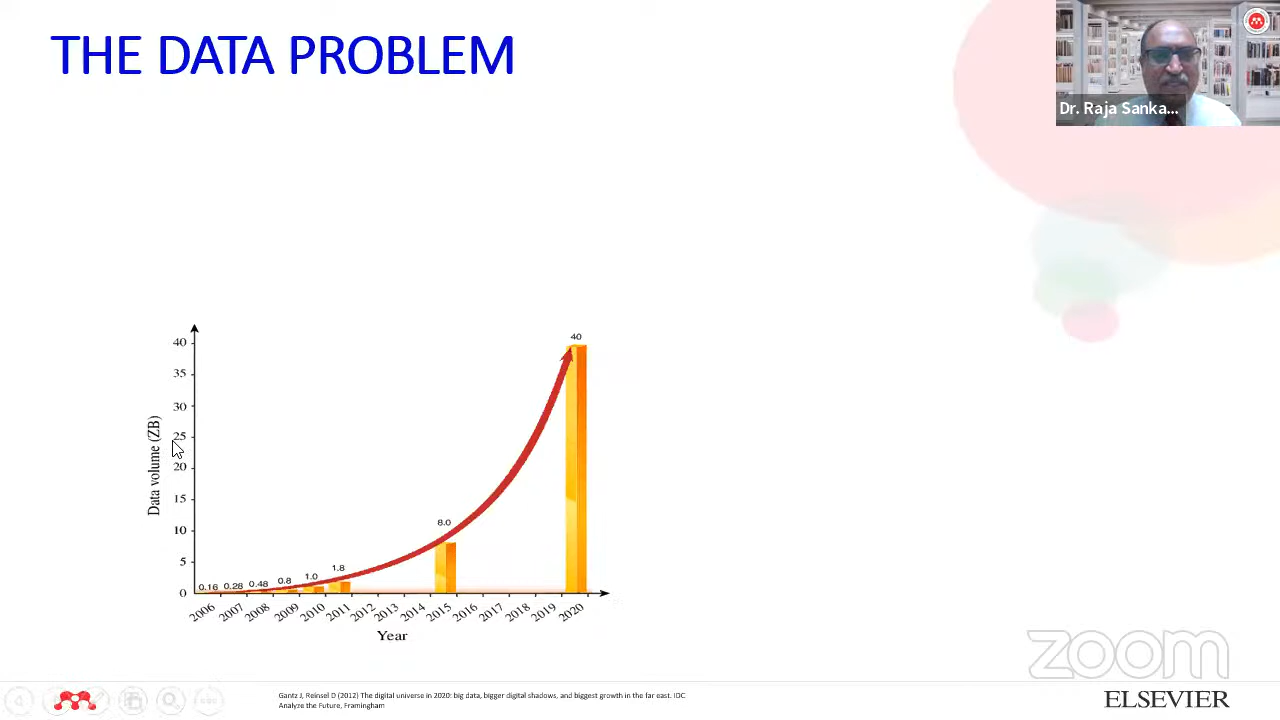 THE DATA PROBLEM
Dr. Raja Sanka...
40
40
35
30
25
20
15
10
5
0
Data volume (ZB)
0.16 0.28 0.48 0.8 1.0 1.8 8.0
2006 2007 2008 2009 2010 2011 2012 2013 2014 2015 2016 2017 2018 2019 2020
Year
zoom
ELSEVIER
Gantz J, Reinsel D (2012) The digital universe in 2020: big data, bigger digital shadows, and biggest growth in the far east. IDC
Analyze the Future, Framingham